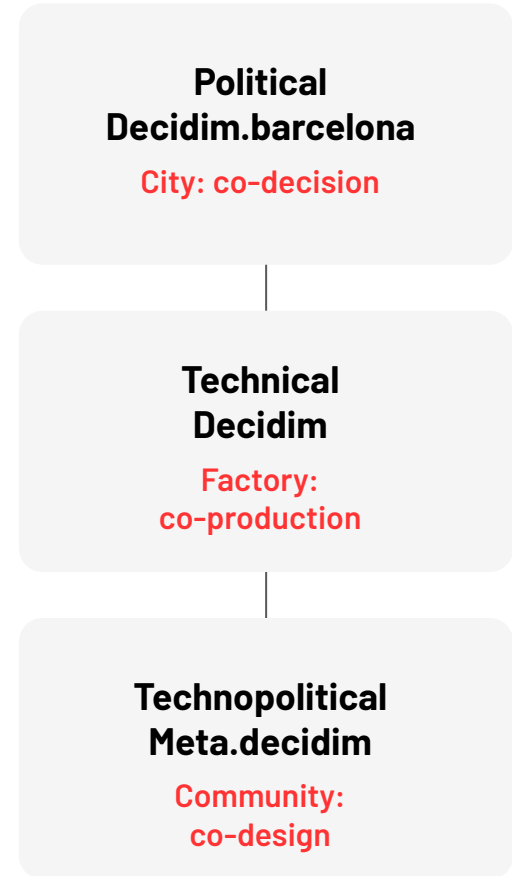 Political
Decidim.barcelona
City: co-decision
Technical
Decidim
Factory:
co-production
Technopolitical
Meta.decidim
Community:
co-design